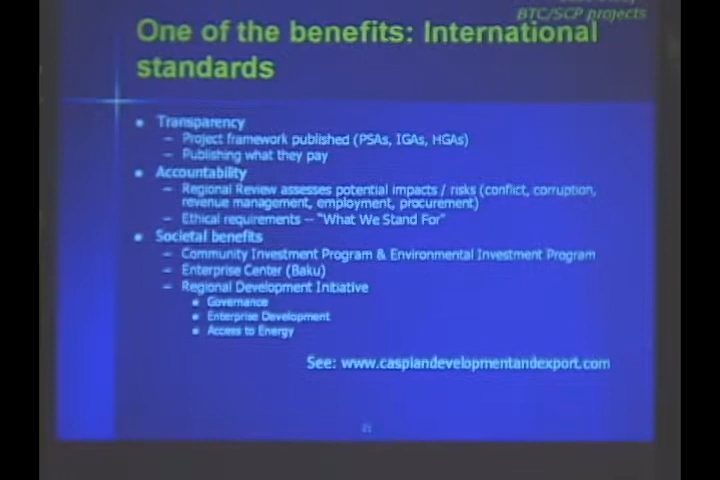 BTC/SCP projects
One of the benefits: International
standards
• Transparency
– Project framework published (PSAs, IGAs, HGAs)
– Publishing what they pay
• Accountability
– Regional Review assesses potential impacts / risks (conflict, corruption,
revenue management, employment, procurement)
– Ethical requirements – "What We Stand For"
• Societal benefits
– Community Investment Program & Environmental Investment Program
– Enterprise Center (Baku)
– Regional Development Initiative
• Governance
• Enterprise Development
• Access to Energy
See: www.caspiandevelopmentandexport.com